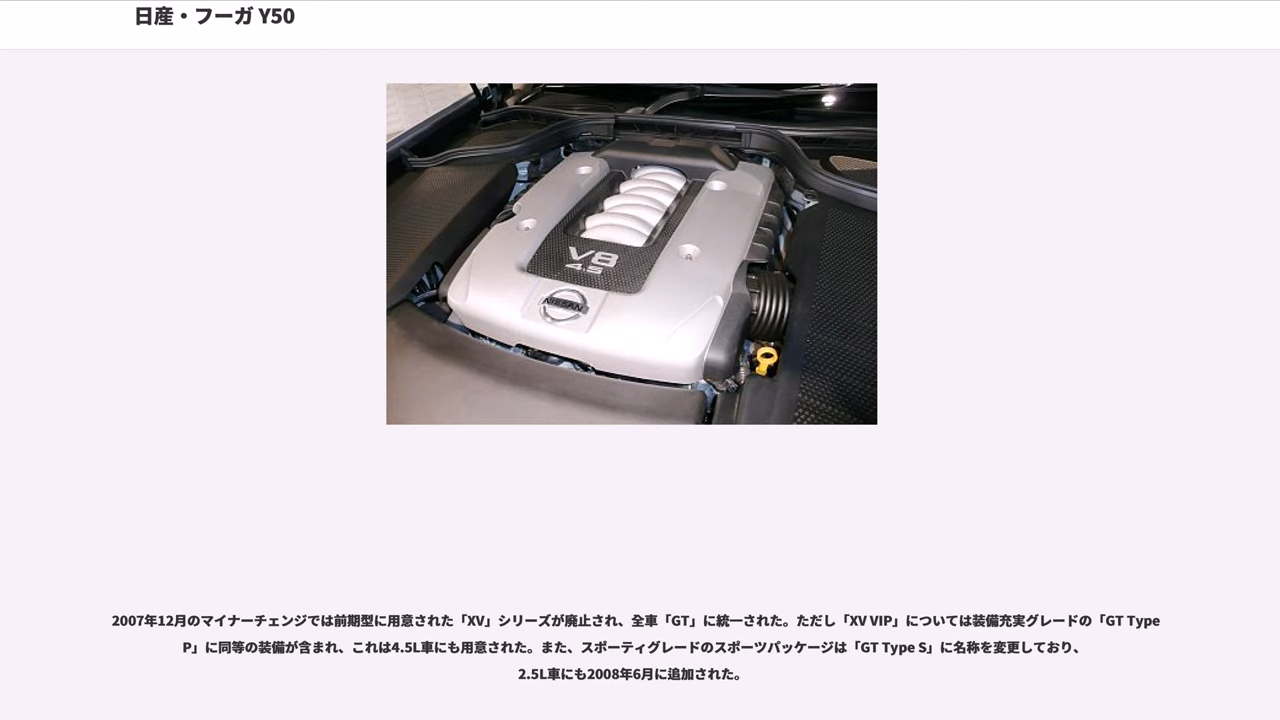 日産・フーガ Y50
V8
4.5
NISSAN
2007年12月のマイナーチェンジでは前期型に用意された「XV」シリーズが廃止され、全車「GT」に統一された。ただし「XV VIP」については装備充実グレードの「GT Type
P」に同等の装備が含まれ、これは4.5L車にも用意された。また、スポーティグレードのスポーツパッケージは「GT Type S」に名称を変更しており、
2.5L車にも2008年6月に追加された。